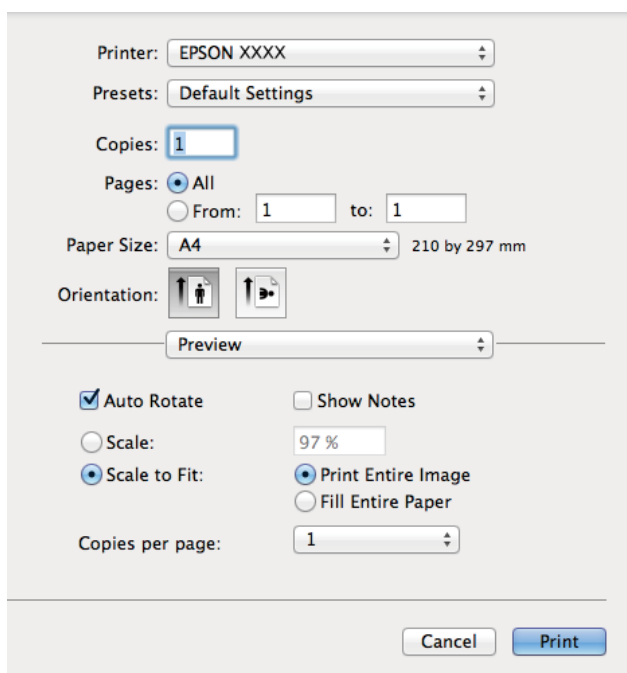 Printer: EPSON XXXX
Presets: Default Settings
Copies: 1
Pages: All
From: 1 to: 1
Paper Size: A4 210 by 297 mm
Orientation:
Preview
Auto Rotate Show Notes
Scale: 97 %
Scale to Fit: Print Entire Image
Fill Entire Paper
Copies per page: 1
Cancel Print